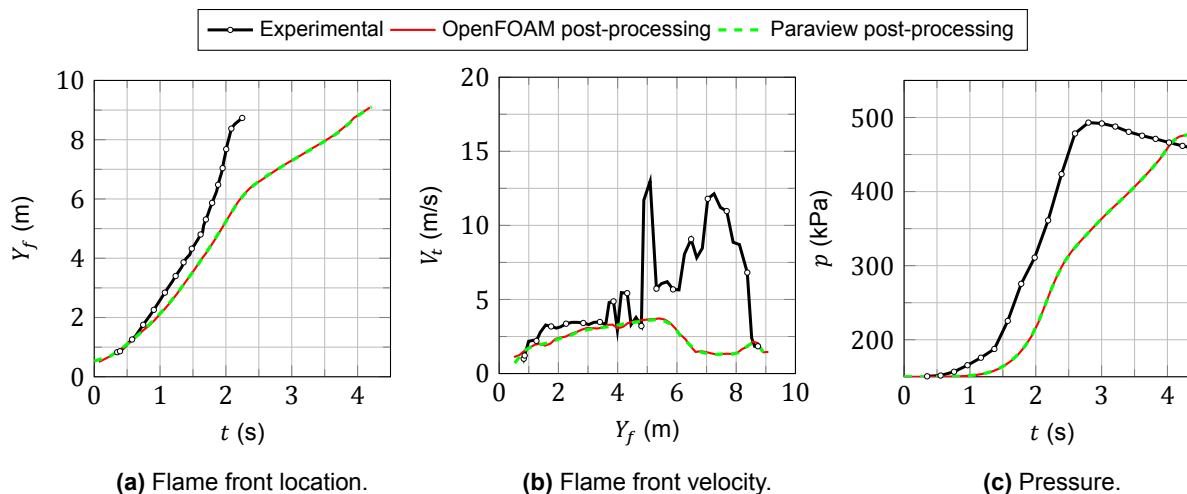 Experimental OpenFOAM post-processing Paraview post-processing
10
8
6
4
2
0
0 1 2 3 4
Y_f (m)
t (s)
(a) Flame front location.
20
15
10
5
0
0 2 4 6 8 10
V_t (m/s)
Y_f (m)
(b) Flame front velocity.
500
400
300
200
0 1 2 3 4
p (kPa)
t (s)
(c) Pressure.